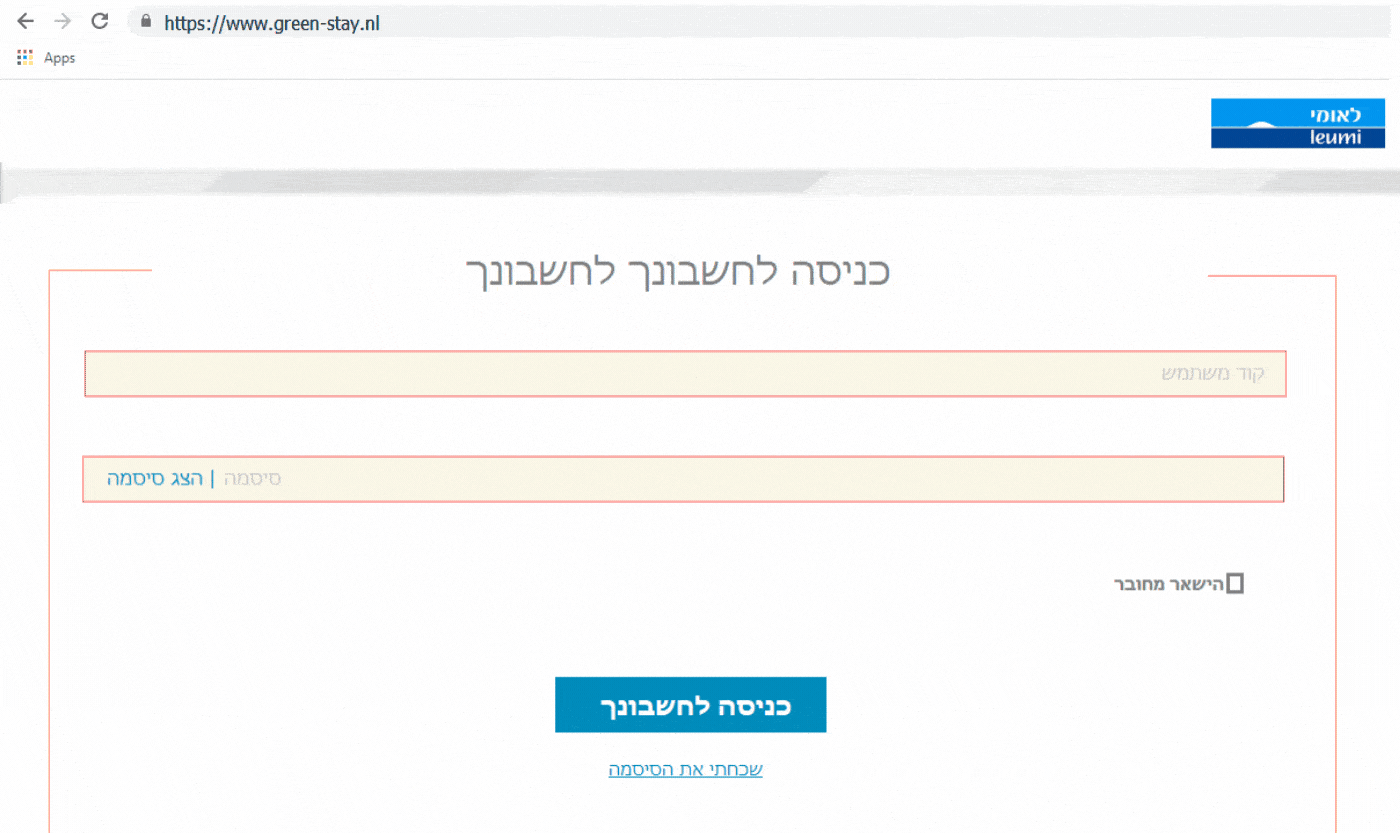 https://www.green-stay.nl
Apps
לאומי
leumi
כניסה לחשבונך לחשבונך
קוד משתמש
סיסמה | הצג סיסמה
הישאר מחובר
כניסה לחשבונך
שכחתי את הסיסמה